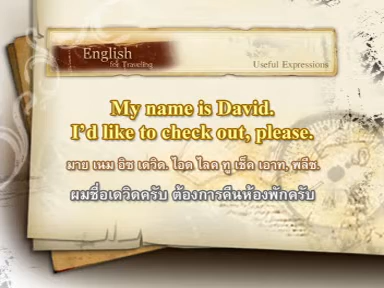 English
for Traveling
Useful Expressions
My name is David.
I'd like to check out, please.
มาย เนม อิซ เดวิด. ไอด ไลค ทู เช็ค เอาท, พลีซ.
ผมชื่อเดวิดครับ ต้องการคืนห้องพักครับ